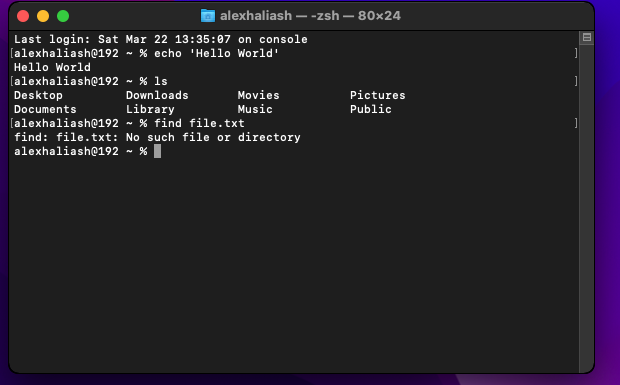 alexhaliash — -zsh — 80×24
Last login: Sat Mar 22 13:35:07 on console
[alexhaliash@192 ~ % echo 'Hello World' ]
Hello World
[alexhaliash@192 ~ % ls ]
Desktop Downloads Movies Pictures
Documents Library Music Public
[alexhaliash@192 ~ % find file.txt ]
find: file.txt: No such file or directory
alexhaliash@192 ~ %